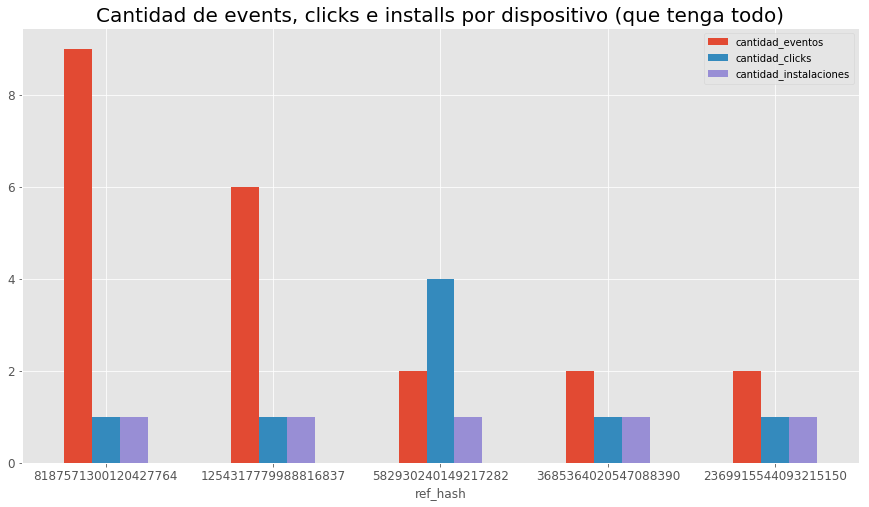 Cantidad de events, clicks e installs por dispositivo (que tenga todo)
cantidad_eventos
cantidad_clicks
cantidad_instalaciones
8
6
4
2
0
8187571300120427764
1254317779988816837
582930240149217282
3685364020547088390
2369915544093215150
ref_hash